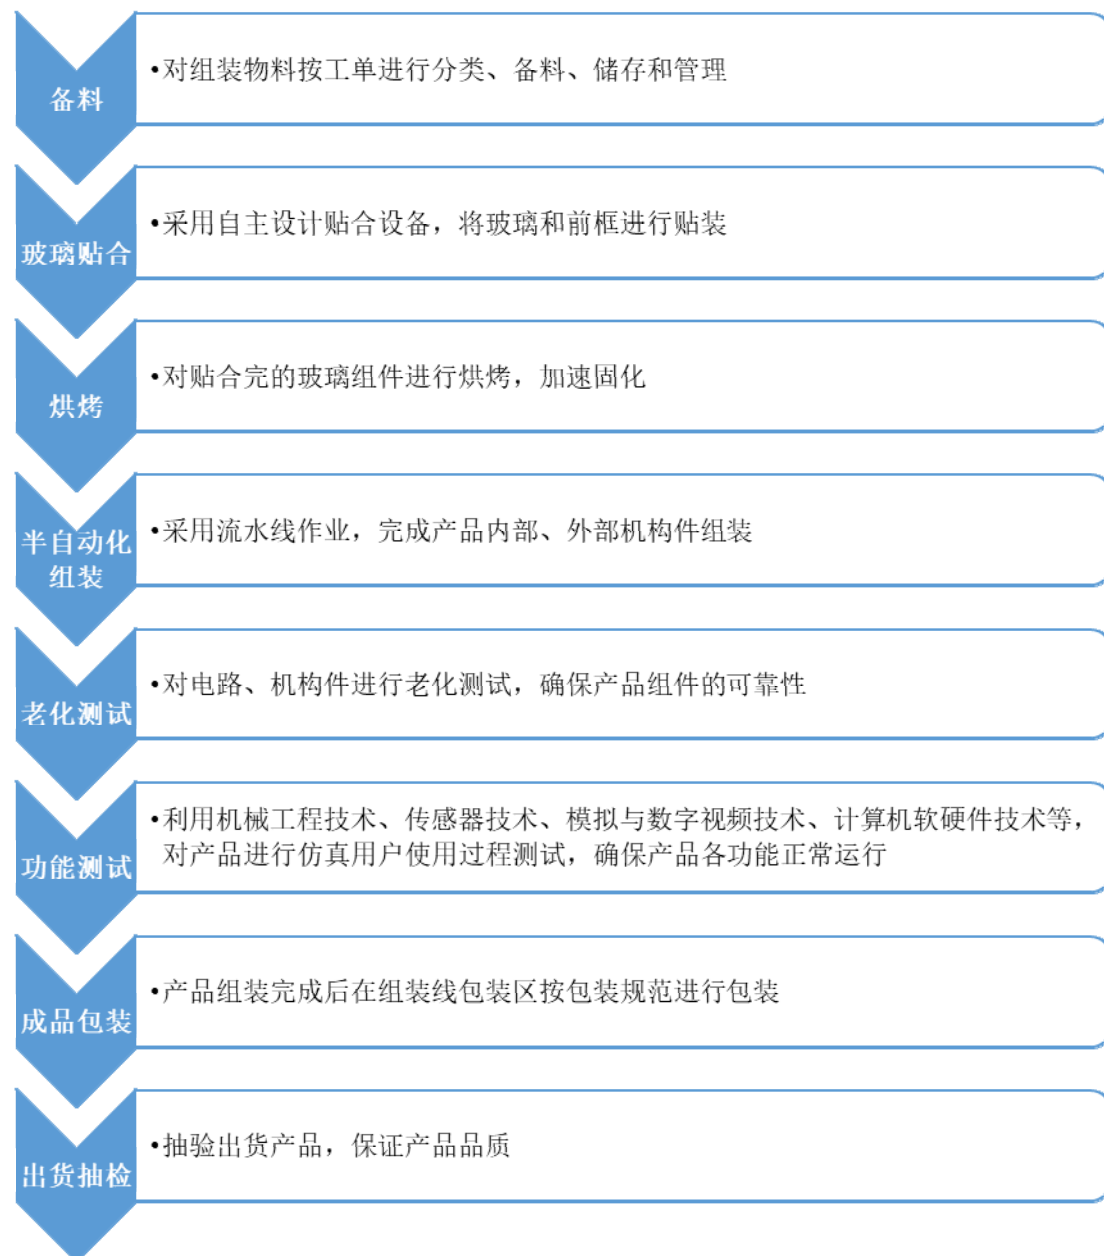 备料
•对组装物料按工单进行分类、备料、储存和管理
玻璃贴合
•采用自主设计贴合设备，将玻璃和前框进行贴装
烘烤
•对贴合完的玻璃组件进行烘烤，加速固化
半自动化
组装
•采用流水线作业，完成产品内部、外部机构件组装
老化测试
•对电路、机构件进行老化测试，确保产品组件的可靠性
功能测试
•利用机械工程技术、传感器技术、模拟与数字视频技术、计算机软硬件技术等，
对产品进行仿真用户使用过程测试，确保产品各功能正常运行
成品包装
•产品组装完成后在组装线包装区按包装规范进行包装
出货抽检
•抽验出货产品，保证产品品质